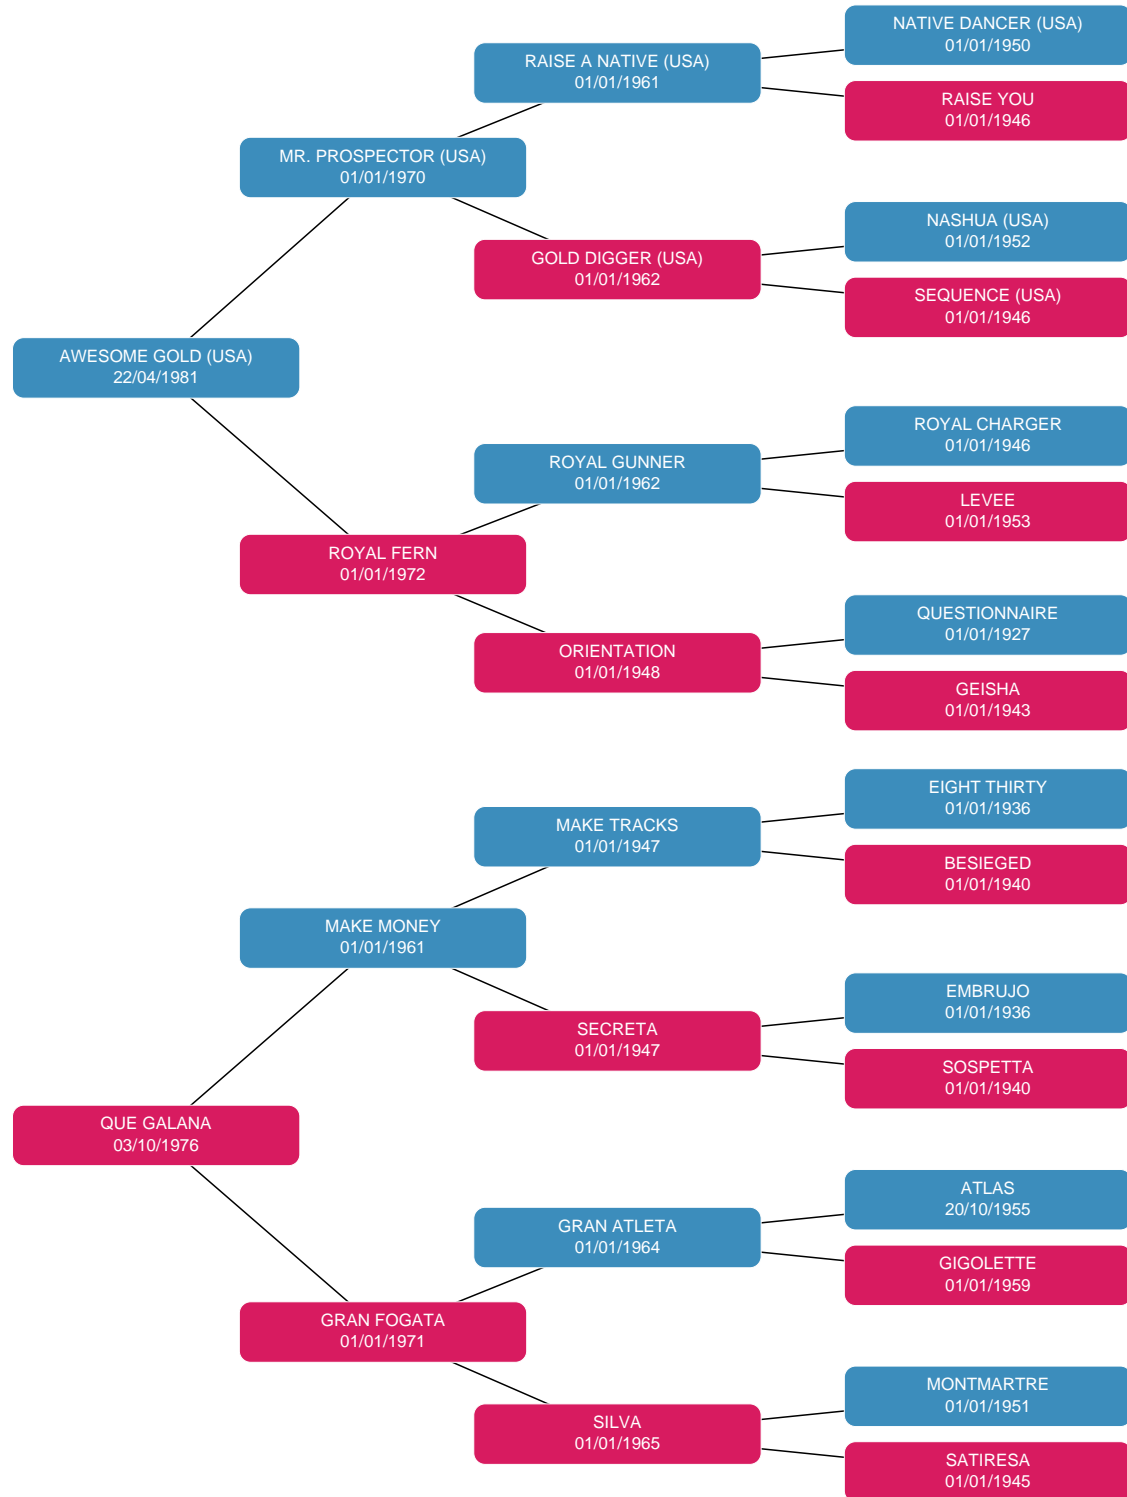 NATIVE DANCER (USA)
01/01/1950
RAISE A NATIVE (USA)
01/01/1961
RAISE YOU
01/01/1946
MR. PROSPECTOR (USA)
01/01/1970
NASHUA (USA)
01/01/1952
GOLD DIGGER (USA)
01/01/1962
SEQUENCE (USA)
01/01/1946
AWESOME GOLD (USA)
22/04/1981
ROYAL CHARGER
01/01/1946
ROYAL GUNNER
01/01/1962
LEVEE
01/01/1953
ROYAL FERN
01/01/1972
QUESTIONNAIRE
01/01/1927
ORIENTATION
01/01/1948
GEISHA
01/01/1943
EIGHT THIRTY
01/01/1936
MAKE TRACKS
01/01/1947
BESIEGED
01/01/1940
MAKE MONEY
01/01/1961
EMBRUJO
01/01/1936
SECRETA
01/01/1947
SOSPETTA
01/01/1940
QUE GALANA
03/10/1976
ATLAS
20/10/1955
GRAN ATLETA
01/01/1964
GIGOLETTE
01/01/1959
GRAN FOGATA
01/01/1971
MONTMARTRE
01/01/1951
SILVA
01/01/1965
SATIRESA
01/01/1945